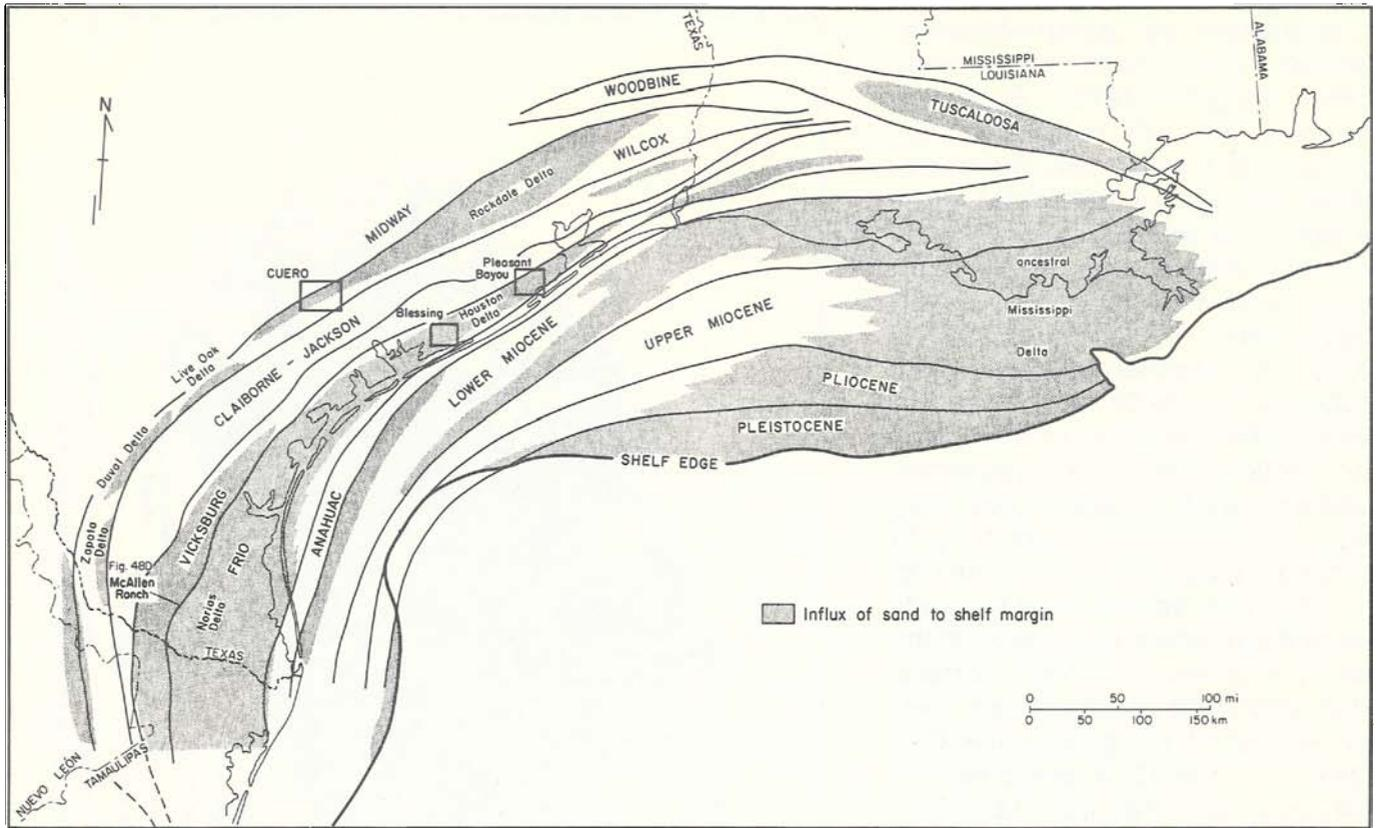 TEXAS
MISSISSIPPI
LOUISIANA
ALABAMA
N
WOODBINE
TUSCALOOSA
WILCOX
Rockdale Delta
MIDWAY
CUERO
Pleasant
Bayou
Houston
Delta
Blessing
ancestral
Mississippi
Delta
CLAIBORNE - JACKSON
Live Oak
Delta
LOWER MIOCENE
UPPER MIOCENE
PLIOCENE
PLEISTOCENE
SHELF EDGE
Duval Delta
VICKSBURG
FRIO
ANAHUAC
Zapata
Delta
Fig. 48D
McAllen
Ranch
Norias
Delta
TEXAS
Influx of sand to shelf margin
0 50 100 mi
0 50 100 150 km
NUEVO LEÓN
TAMAULIPAS